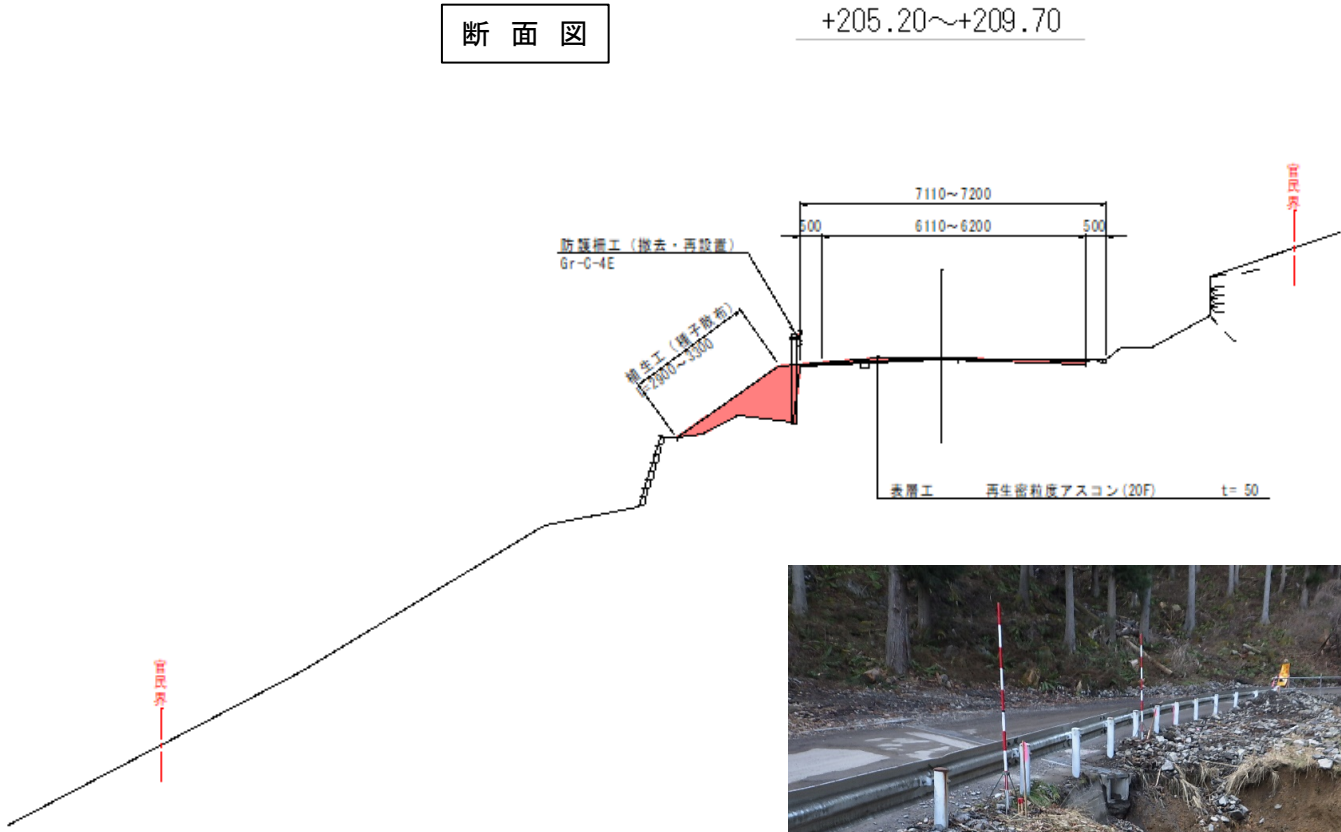 断面図
+205.20～+209.70
官民界
7110～7200
500
6110～6200
500
防護柵工（撤去・再設置）
Gr-C-4E
植生工（種子散布）
l=2900～3300
表層工 再生密粒度アスコン(20F) t= 50
官民界